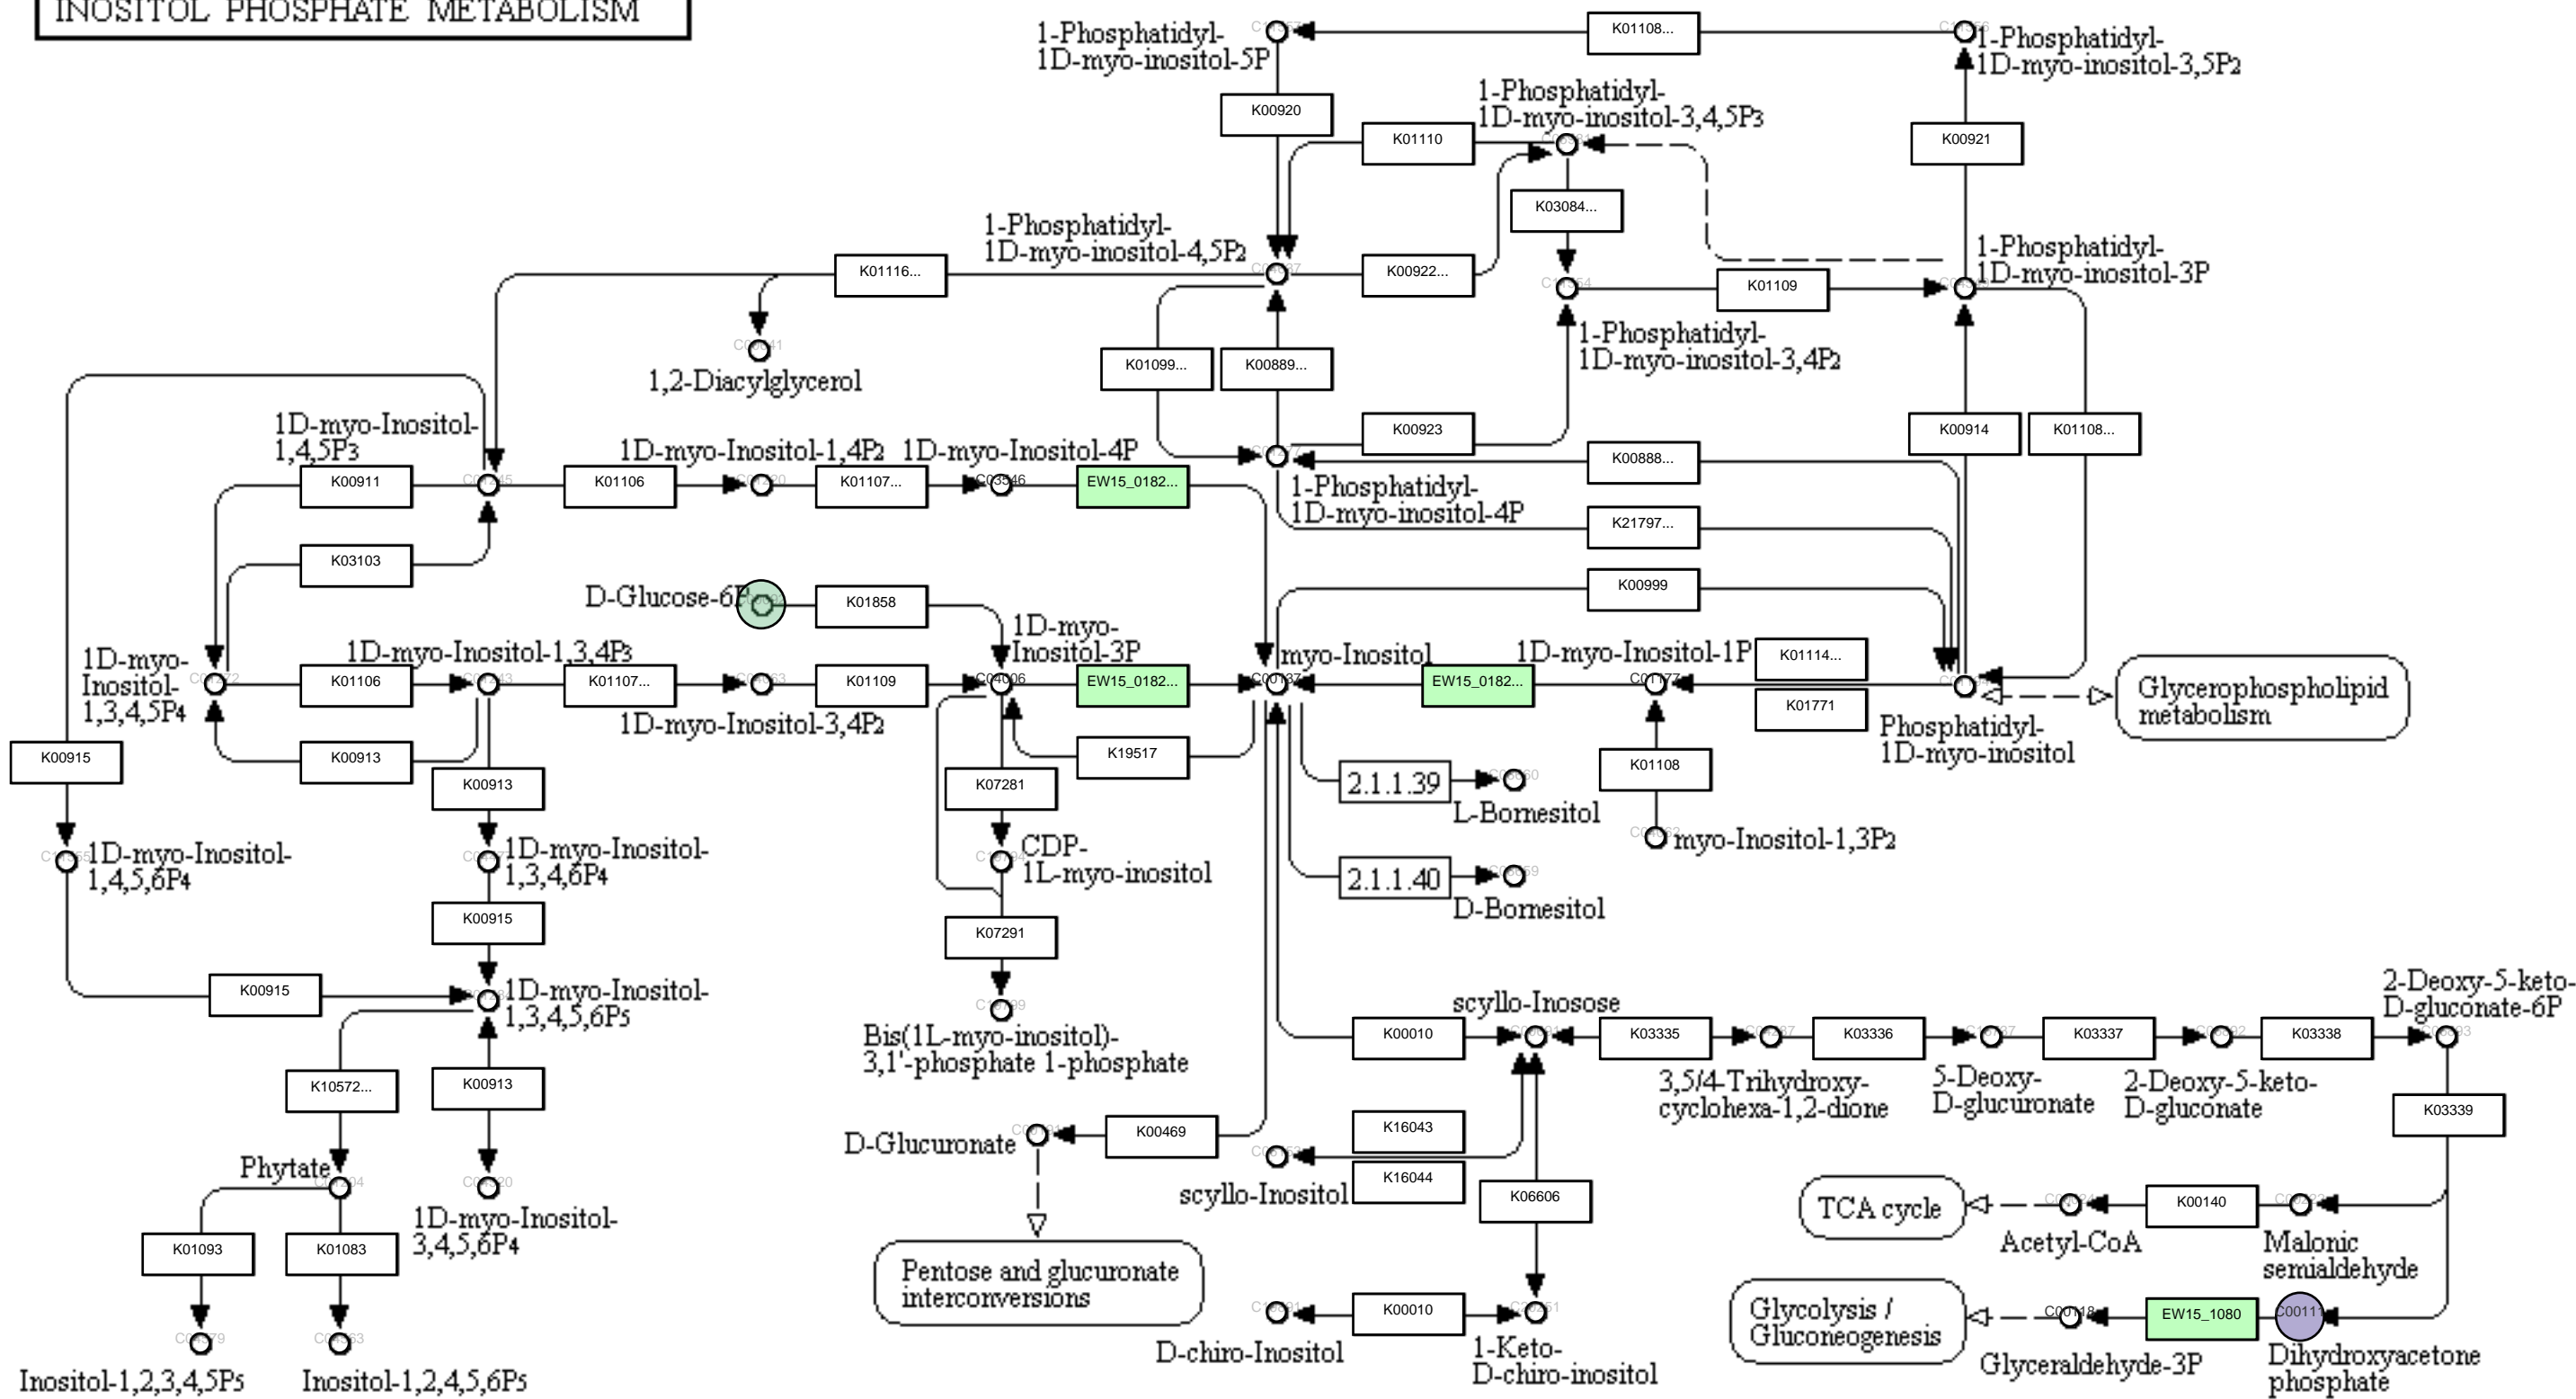 INOSITOL PHOSPHATE METABOLISM
1-Phosphatidyl-
1D-myo-inositol-5P
K01108...
1-Phosphatidyl-
1D-myo-inositol-3,5P2
K00920
1-Phosphatidyl-
1D-myo-inositol-3,4,5P3
K01110
K00921
K03084...
1-Phosphatidyl-
1D-myo-inositol-4,5P2
K01116...
K00922...
K01109
1-Phosphatidyl-
1D-myo-inositol-3P
1,2-Diacylglycerol
K01099...
K00889...
1-Phosphatidyl-
1D-myo-inositol-3,4P2
K00923
K00914
K01108...
1D-myo-Inositol-
1,4,5P3
1D-myo-Inositol-1,4P2
1D-myo-Inositol-4P
K00888...
K00911
K01106
K01107...
C03546
EW15_0182...
1-Phosphatidyl-
1D-myo-inositol-4P
K21797...
K03103
K00999
D-Glucose-6P
K01858
1D-myo-
Inositol-3P
1D-myo-
Inositol-
1,3,4,5P4
1D-myo-Inositol-1,3,4P3
myo-Inositol
1D-myo-Inositol-1P
K01114...
K01106
K01107...
K01109
C04006
EW15_0182...
C00137
EW15_0182...
C01177
K01771
Glycerophospholipid
metabolism
1D-myo-Inositol-3,4P2
Phosphatidyl-
1D-myo-inositol
K00915
K00913
K00913
K19517
K07281
2.1.1.39
L-Bornesitol
K01108
1D-myo-Inositol-
1,4,5,6P4
1D-myo-Inositol-
1,3,4,6P4
CDP-
1L-myo-inositol
myo-Inositol-1,3P2
2.1.1.40
D-Bornesitol
K00915
K07291
K00915
1D-myo-Inositol-
1,3,4,5,6P5
Bis(1L-myo-inositol)-
3,1'-phosphate 1-phosphate
scyllo-Inosose
2-Deoxy-5-keto-
D-gluconate-6P
K00010
K03335
K03336
K03337
K03338
3,5/4-Trihydroxy-
cyclohexa-1,2-dione
5-Deoxy-
D-glucuronate
2-Deoxy-5-keto-
D-gluconate
K10572...
K00913
K03339
D-Glucuronate
K00469
K16043
K16044
scyllo-Inositol
K06606
Phytate
1D-myo-Inositol-
3,4,5,6P4
TCA cycle
K00140
Acetyl-CoA
Malonic
semialdehyde
K01093
K01083
Pentose and glucuronate
interconversions
D-chiro-Inositol
K00010
1-Keto-
D-chiro-inositol
Glycolysis /
Gluconeogenesis
C00118
EW15_1080
C00111
Glyceraldehyde-3P
Dihydroxyacetone
phosphate
Inositol-1,2,3,4,5P5
Inositol-1,2,4,5,6P5